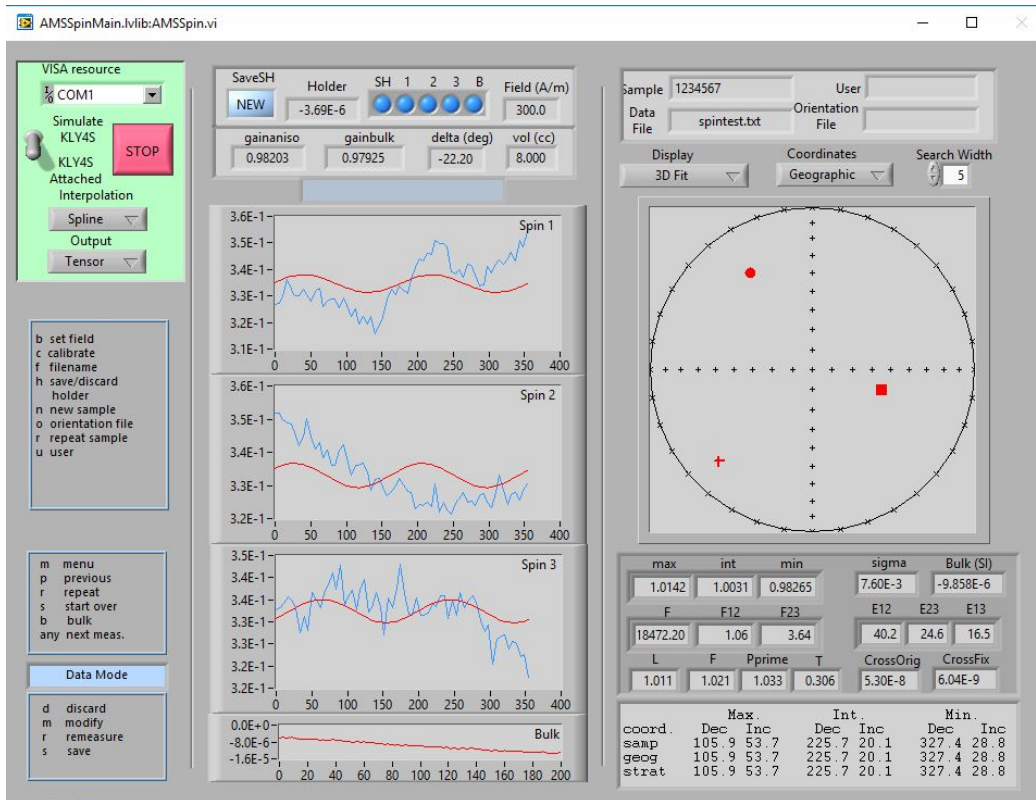 AMSSpinMain.lvlib:AMSSpin.vi
VISA resource
COM1
Simulate
KLY4S
KLY4S
Attached
STOP
Interpolation
Spline
Output
Tensor
b set field
c calibrate
f filename
h save/discard
holder
n new sample
o orientation file
r repeat sample
u user
m menu
p previous
r repeat
s start over
b bulk
any next meas.
Data Mode
d discard
m modify
r remeasure
s save
SaveSH
NEW
Holder
-3.69E-6
SH 1 2 3 B
Field (A/m)
300.0
gainaniso gainbulk delta (deg) vol (cc)
0.98203 0.97925 -22.20 8.000
Spin 1
3.6E-1
3.5E-1
3.4E-1
3.3E-1
3.2E-1
3.1E-1
0 50 100 150 200 250 300 350 400
Spin 2
3.6E-1
3.5E-1
3.4E-1
3.3E-1
3.2E-1
0 50 100 150 200 250 300 350 400
Spin 3
3.5E-1
3.4E-1
3.3E-1
3.2E-1
3.2E-1
0 50 100 150 200 250 300 350 400
Bulk
0.0E+0
-8.0E-6
-1.6E-5
0 20 40 60 80 100 120 140 160 180 200
Sample 1234567
User
Data
File
spintest.txt
Orientation
File
Display
3D Fit
Coordinates
Geographic
Search Width
5
max int min
1.0142 1.0031 0.98265
sigma Bulk (SI)
7.60E-3 -9.858E-6
F F12 F23
18472.20 1.06 3.64
E12 E23 E13
40.2 24.6 16.5
L F Pprime T
1.011 1.021 1.033 0.306
CrossOrig CrossFix
5.30E-8 6.04E-9
Max. Int. Min.
coord. Dec Inc Dec Inc Dec Inc
samp 105.9 53.7 225.7 20.1 327.4 28.8
geog 105.9 53.7 225.7 20.1 327.4 28.8
strat 105.9 53.7 225.7 20.1 327.4 28.8